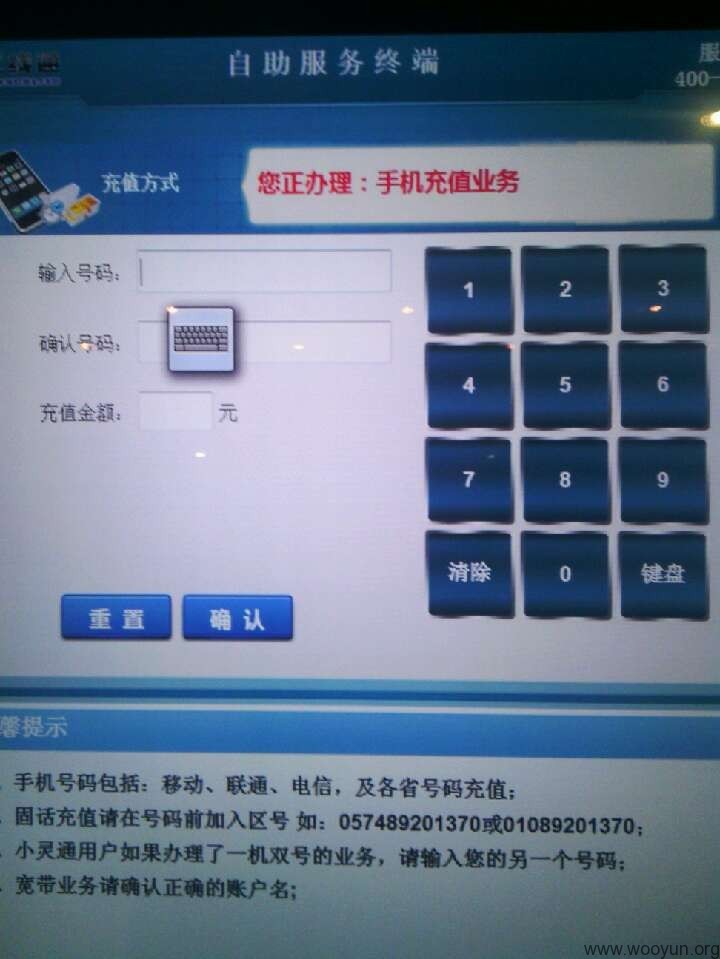 自助服务终端
服
400-
充值方式
您正办理：手机充值业务
输入号码：
确认号码：
充值金额：
元
1 2 3
4 5 6
7 8 9
清除 0 键盘
重置 确认
馨提示
手机号码包括：移动、联通、电信，及各省号码充值；
固话充值请在号码前加入区号 如：057489201370或01089201370；
小灵通用户如果办理了一机双号的业务，请输入您的另一个号码；
宽带业务请确认正确的账户名；
www.wooyun.org